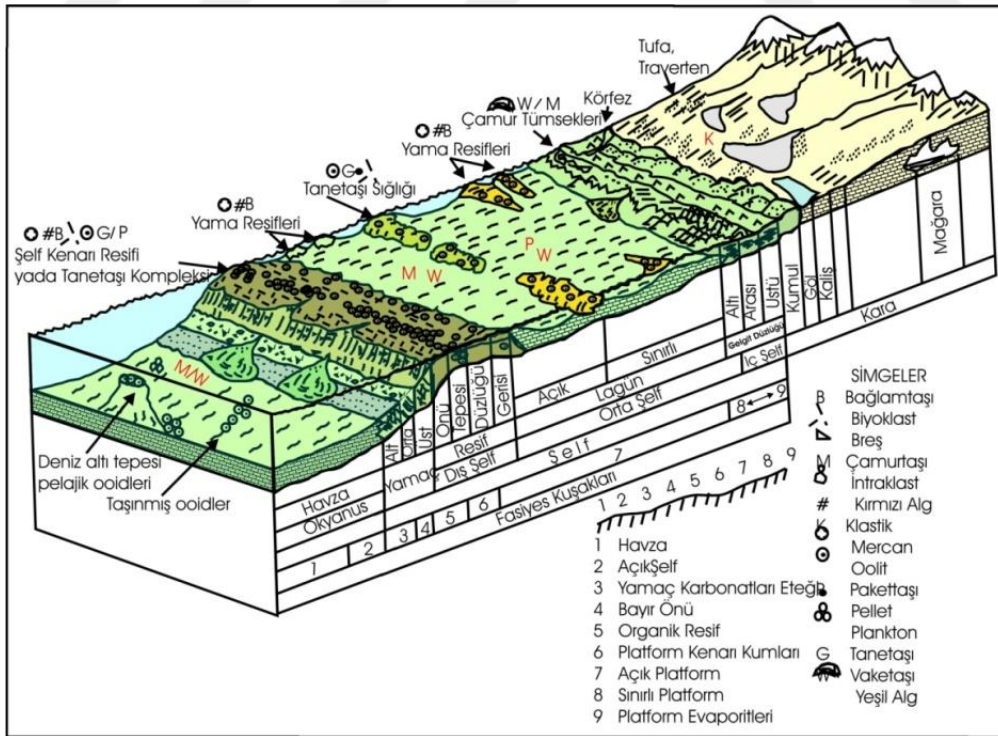 Tufa,
Traverten
Körfez
W/M
Çamur Tümsekleri
#B
Yama Resifleri
G
Tanetaşı Sığlığı
#B
Yama Resifleri
#B G/P
Şelf Kenarı Resifi
yada Tanetaşı Kompleksi
K
P
W
M W
M/W
Deniz altı tepesi
pelajik ooidleri
Taşınmış ooidler
Mağara
Altı
Arası
Üstü
Kumul
Göl
Kaliş
Kara
Gelgit Düzlüğü
İç Şelf
Sınırlı
Açık
Lagün
Orta Şelf
Önü
Tepesi
Düzlüğü
Gerisi
Resif
Dış Şelf
Alt
Orta
Üst
Yamaç
Şelf
Havza
Okyanus
Fasiyes Kuşakları
1 2 3 4 5 6 7 8 9
1 2 3 4 5 6 7 8 9
1 Havza
2 AçıkŞelf
3 Yamaç Karbonatları Eteği
4 Bayır Önü
5 Organik Resif
6 Platform Kenarı Kumları
7 Açık Platform
8 Sınırlı Platform
9 Platform Evaporitleri
SİMGELER
B Bağlamtaşı
Biyoklast
Breş
M Çamurtaşı
İntraklast
# Kırmızı Alg
K Klastik
Mercan
Oolit
P Pakettaşı
Pellet
Plankton
G Tanetaşı
W Vaketaşı
Yeşil Alg